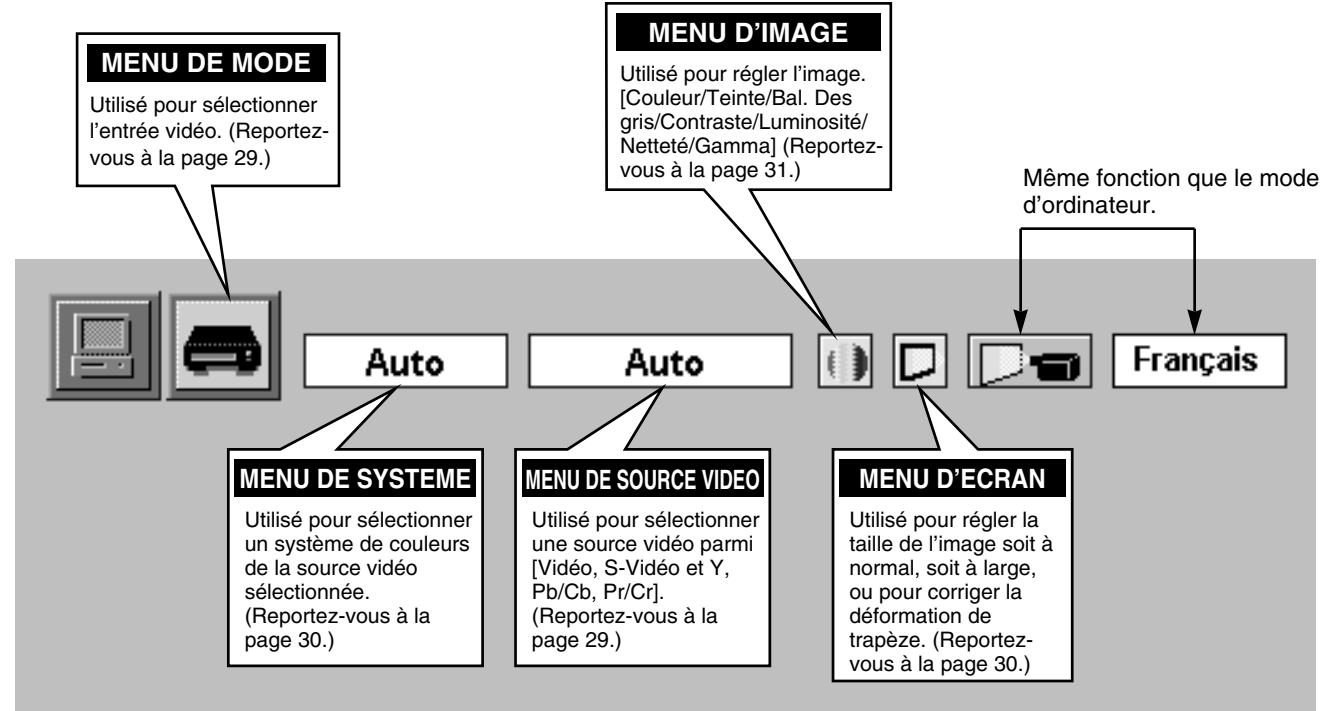 MENU DE MODE
Utilisé pour sélectionner
l'entrée vidéo. (Reportez-
vous à la page 29.)
MENU D'IMAGE
Utilisé pour régler l'image.
[Couleur/Teinte/Bal. Des
gris/Contraste/Luminosité/
Netteté/Gamma] (Reportez-
vous à la page 31.)
Même fonction que le mode
d'ordinateur.
Auto
Auto
Français
MENU DE SYSTEME
Utilisé pour sélectionner
un système de couleurs
de la source vidéo
sélectionnée.
(Reportez-vous à la
page 30.)
MENU DE SOURCE VIDEO
Utilisé pour sélectionner
une source vidéo parmi
[Vidéo, S-Vidéo et Y,
Pb/Cb, Pr/Cr].
(Reportez-vous à la
page 29.)
MENU D'ECRAN
Utilisé pour régler la
taille de l'image soit à
normal, soit à large,
ou pour corriger la
déformation de
trapèze. (Reportez-
vous à la page 30.)